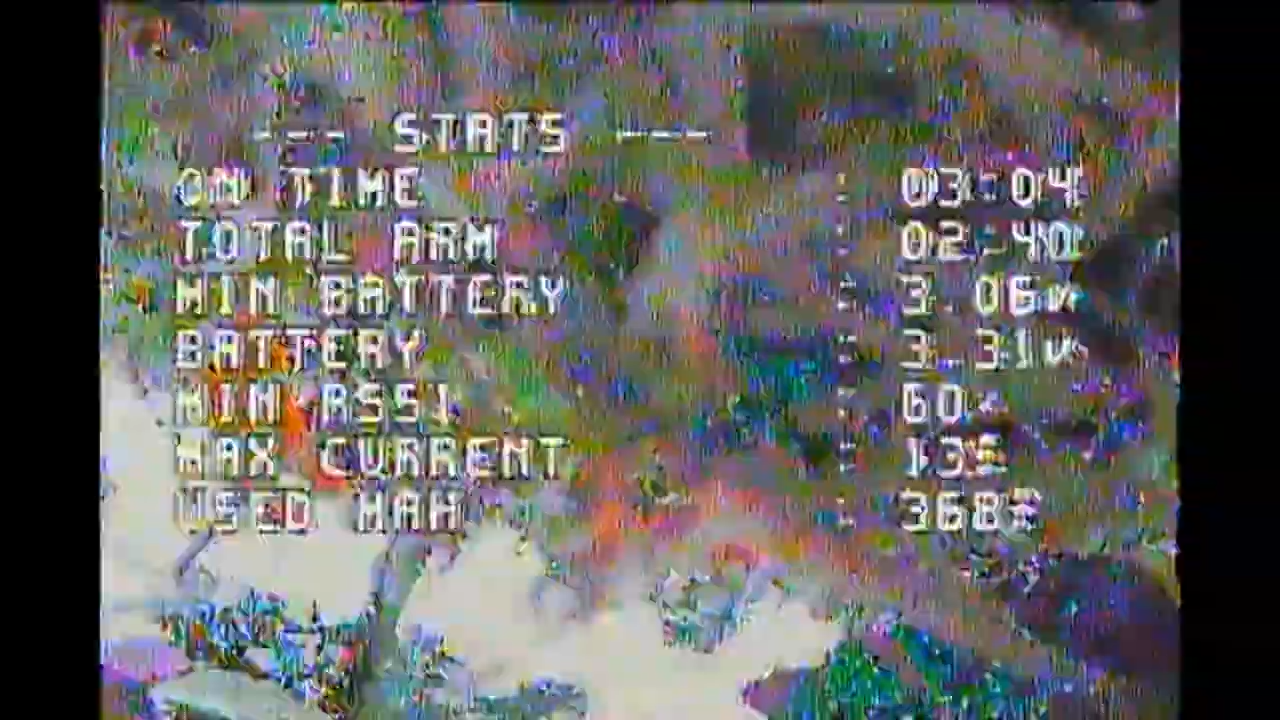 --- STATS ---
ON TIME : 03:04
TOTAL ARM : 02:40
MIN BATTERY : 3.06V
BATTERY : 3.31V
MIN RSSI : 60
MAX CURRENT :
USED MAH : 368